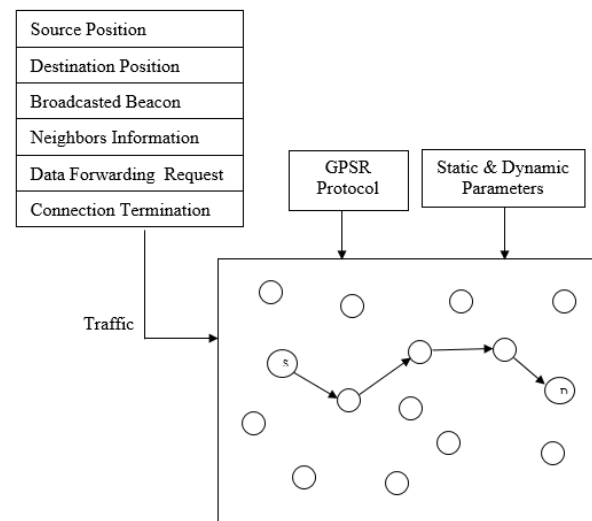 Source Position
Destination Position
Broadcasted Beacon
Neighbors Information
Data Forwarding Request
Connection Termination
GPSR
Protocol
Static & Dynamic
Parameters
Traffic
s
n